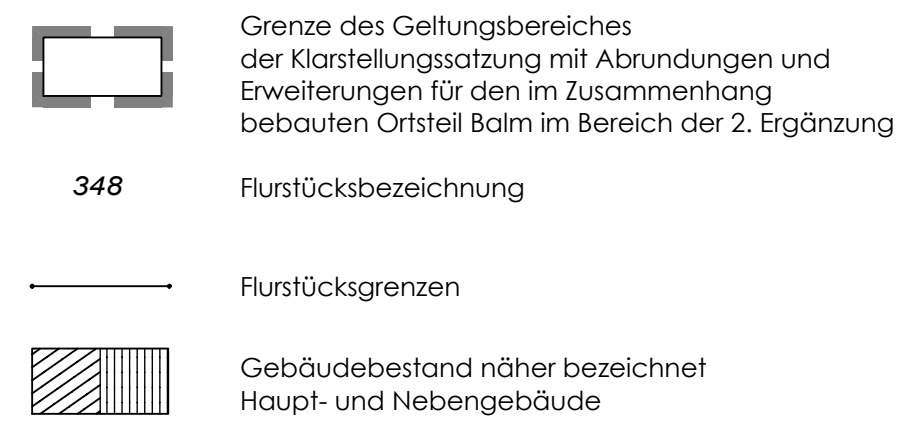 Grenze des Geltungsbereiches
der Klarstellungssatzung mit Abrundungen und
Erweiterungen für den im Zusammenhang
bebauten Ortsteil Balm im Bereich der 2. Ergänzung
348 Flurstücksbezeichnung
Flurstücksgrenzen
Gebäudebestand näher bezeichnet
Haupt- und Nebengebäude